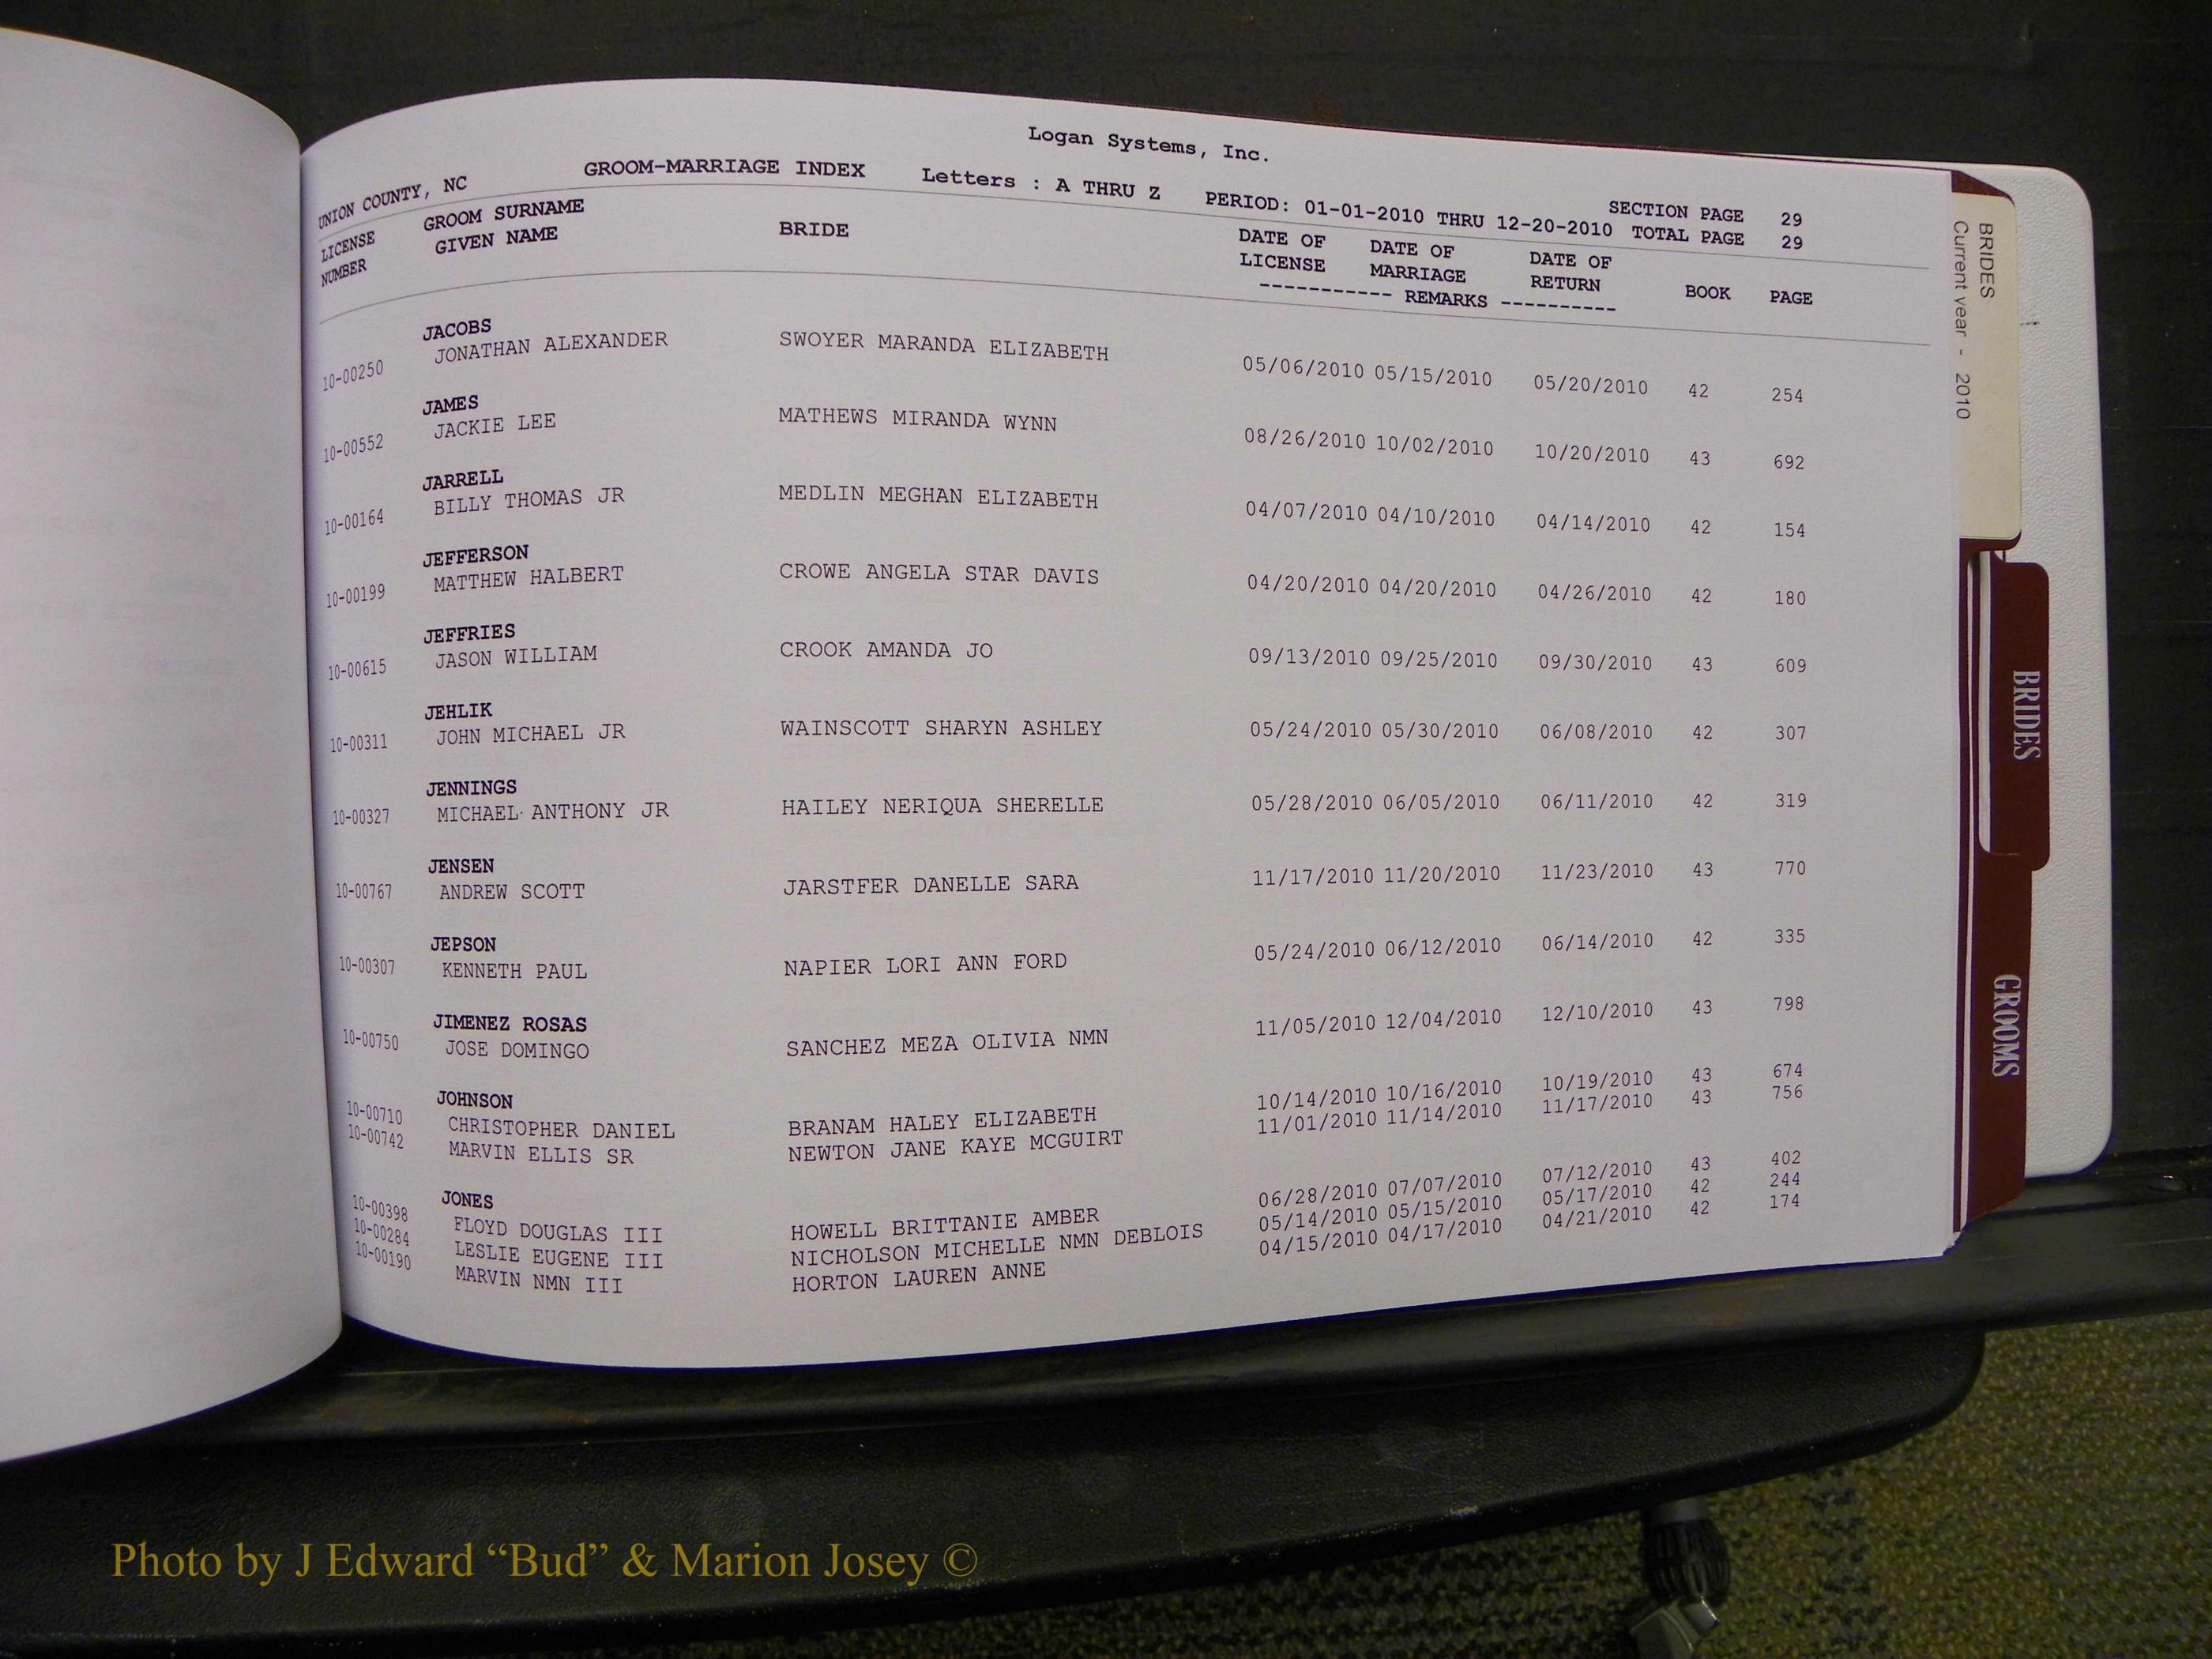 Logan Systems, Inc.
UNION COUNTY, NC GROOM-MARRIAGE INDEX Letters : A THRU Z PERIOD: 01-01-2010 THRU 12-20-2010 SECTION PAGE 29
TOTAL PAGE 29
LICENSE NUMBER GROOM SURNAME GIVEN NAME BRIDE DATE OF LICENSE DATE OF MARRIAGE DATE OF RETURN BOOK PAGE
----------- REMARKS ----------
JACOBS
10-00250 JONATHAN ALEXANDER SWOYER MARANDA ELIZABETH 05/06/2010 05/15/2010 05/20/2010 42 254
JAMES
10-00552 JACKIE LEE MATHEWS MIRANDA WYNN 08/26/2010 10/02/2010 10/20/2010 43 692
JARRELL
10-00164 BILLY THOMAS JR MEDLIN MEGHAN ELIZABETH 04/07/2010 04/10/2010 04/14/2010 42 154
JEFFERSON
10-00199 MATTHEW HALBERT CROWE ANGELA STAR DAVIS 04/20/2010 04/20/2010 04/26/2010 42 180
JEFFRIES
10-00615 JASON WILLIAM CROOK AMANDA JO 09/13/2010 09/25/2010 09/30/2010 43 609
JEHLIK
10-00311 JOHN MICHAEL JR WAINSCOTT SHARYN ASHLEY 05/24/2010 05/30/2010 06/08/2010 42 307
JENNINGS
10-00327 MICHAEL ANTHONY JR HAILEY NERIQUA SHERELLE 05/28/2010 06/05/2010 06/11/2010 42 319
JENSEN
10-00767 ANDREW SCOTT JARSTFER DANELLE SARA 11/17/2010 11/20/2010 11/23/2010 43 770
JEPSON
10-00307 KENNETH PAUL NAPIER LORI ANN FORD 05/24/2010 06/12/2010 06/14/2010 42 335
JIMENEZ ROSAS
10-00750 JOSE DOMINGO SANCHEZ MEZA OLIVIA NMN 11/05/2010 12/04/2010 12/10/2010 43 798
JOHNSON
10-00710 CHRISTOPHER DANIEL BRANAM HALEY ELIZABETH 10/14/2010 10/16/2010 10/19/2010 43 674
10-00742 MARVIN ELLIS SR NEWTON JANE KAYE MCGUIRT 11/01/2010 11/14/2010 11/17/2010 43 756
JONES
10-00398 FLOYD DOUGLAS III HOWELL BRITTANIE AMBER 06/28/2010 07/07/2010 07/12/2010 43 402
10-00284 LESLIE EUGENE III NICHOLSON MICHELLE NMN DEBLOIS 05/14/2010 05/15/2010 05/17/2010 42 244
10-00190 MARVIN NMN III HORTON LAUREN ANNE 04/15/2010 04/17/2010 04/21/2010 42 174
BRIDES
Current year - 2010
BRIDES
GROOMS
Photo by J Edward “Bud” & Marion Josey ©